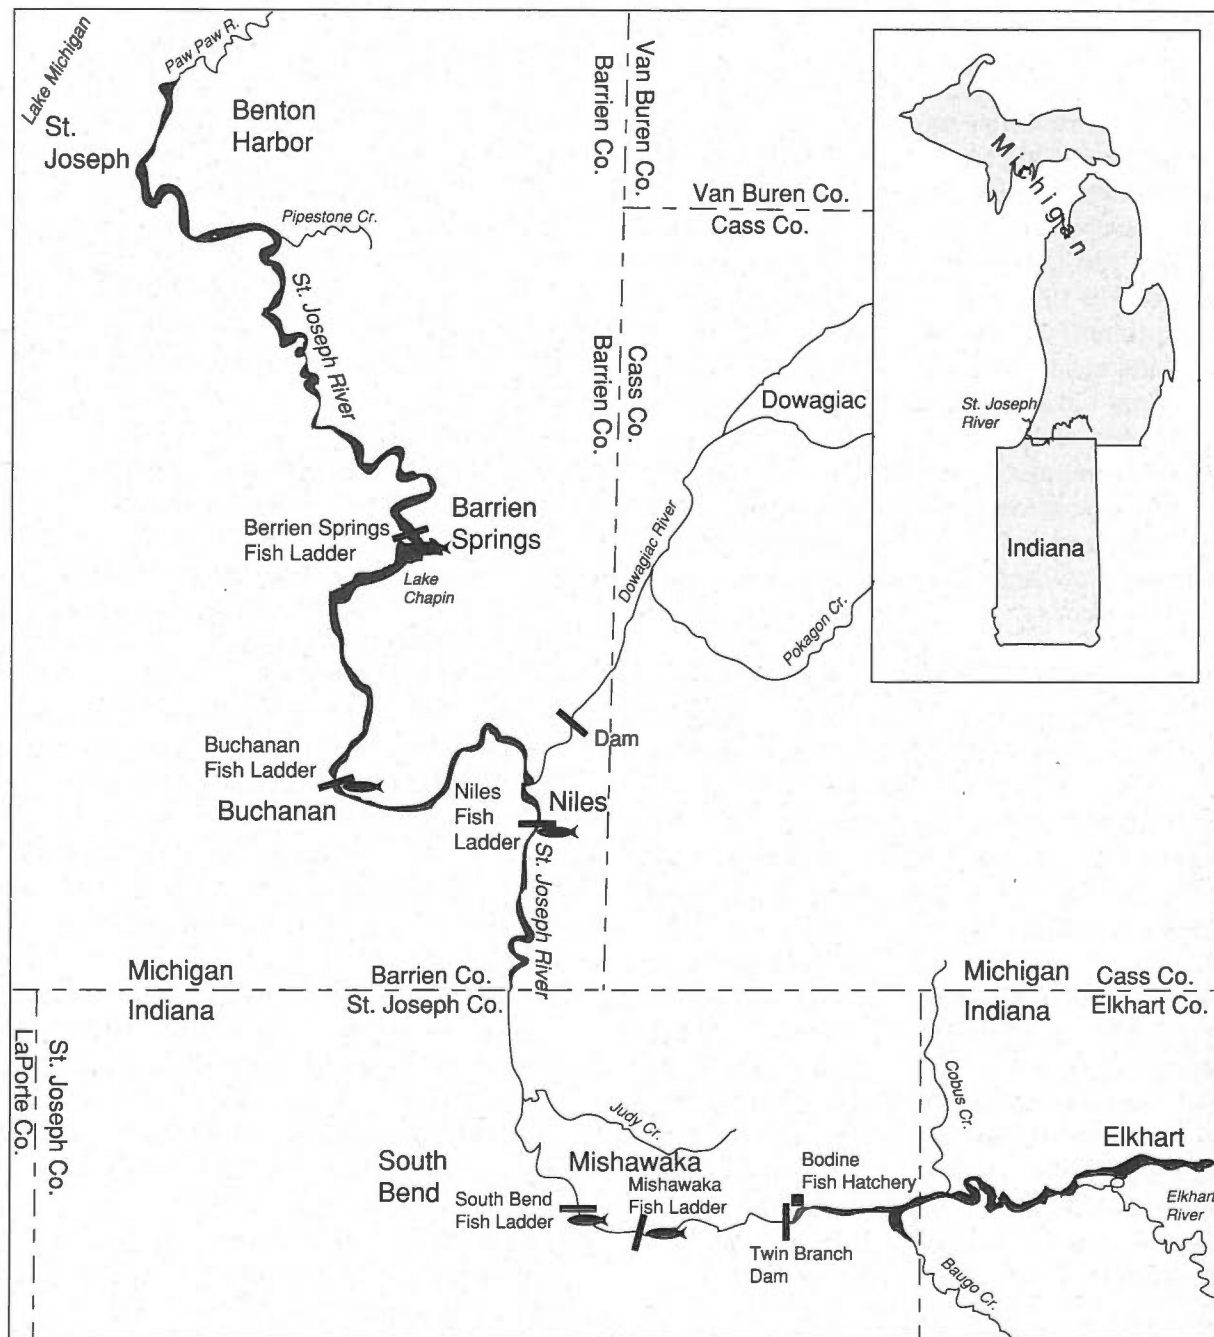 Lake Michigan
Paw Paw R.
St.
Joseph
Benton
Harbor
Van Buren Co.
Barrien Co.
Van Buren Co.
Cass Co.
Michigan
Pipestone Cr.
St. Joseph River
Cass Co.
Barrien Co.
Dowagiac
St. Joseph
River
Indiana
Berrien Springs
Fish Ladder
Barrien
Springs
Lake
Chapin
Dowagiac River
Pokagon Cr.
Dam
Buchanan
Fish Ladder
Buchanan
Niles
Fish
Ladder
Niles
St. Joseph River
Michigan
Indiana
Barrien Co.
St. Joseph Co.
Michigan
Indiana
Cass Co.
Elkhart Co.
St. Joseph Co.
LaPorte Co.
Judy Cr.
Cobus Cr.
South
Bend
Mishawaka
South Bend
Fish Ladder
Mishawaka
Fish Ladder
Bodine
Fish Hatchery
Twin Branch
Dam
Elkhart
Elkhart
River
Baugo Cr.